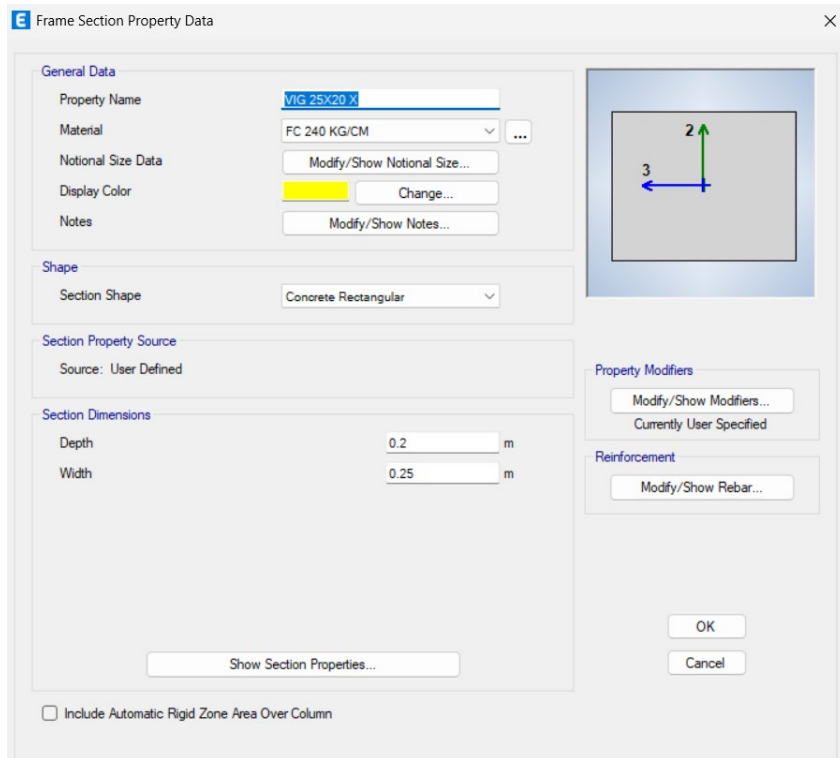 E Frame Section Property Data
General Data
Property Name VIG 25X20 X
Material FC 240 KG/CM ...
Notional Size Data Modify/Show Notional Size...
Display Color Change...
Notes Modify/Show Notes...
Shape
Section Shape Concrete Rectangular
Section Property Source
Source: User Defined
Section Dimensions
Depth 0.2 m
Width 0.25 m
Show Section Properties...
Include Automatic Rigid Zone Area Over Column
2
3
Property Modifiers
Modify/Show Modifiers...
Currently User Specified
Reinforcement
Modify/Show Rebar...
OK
Cancel